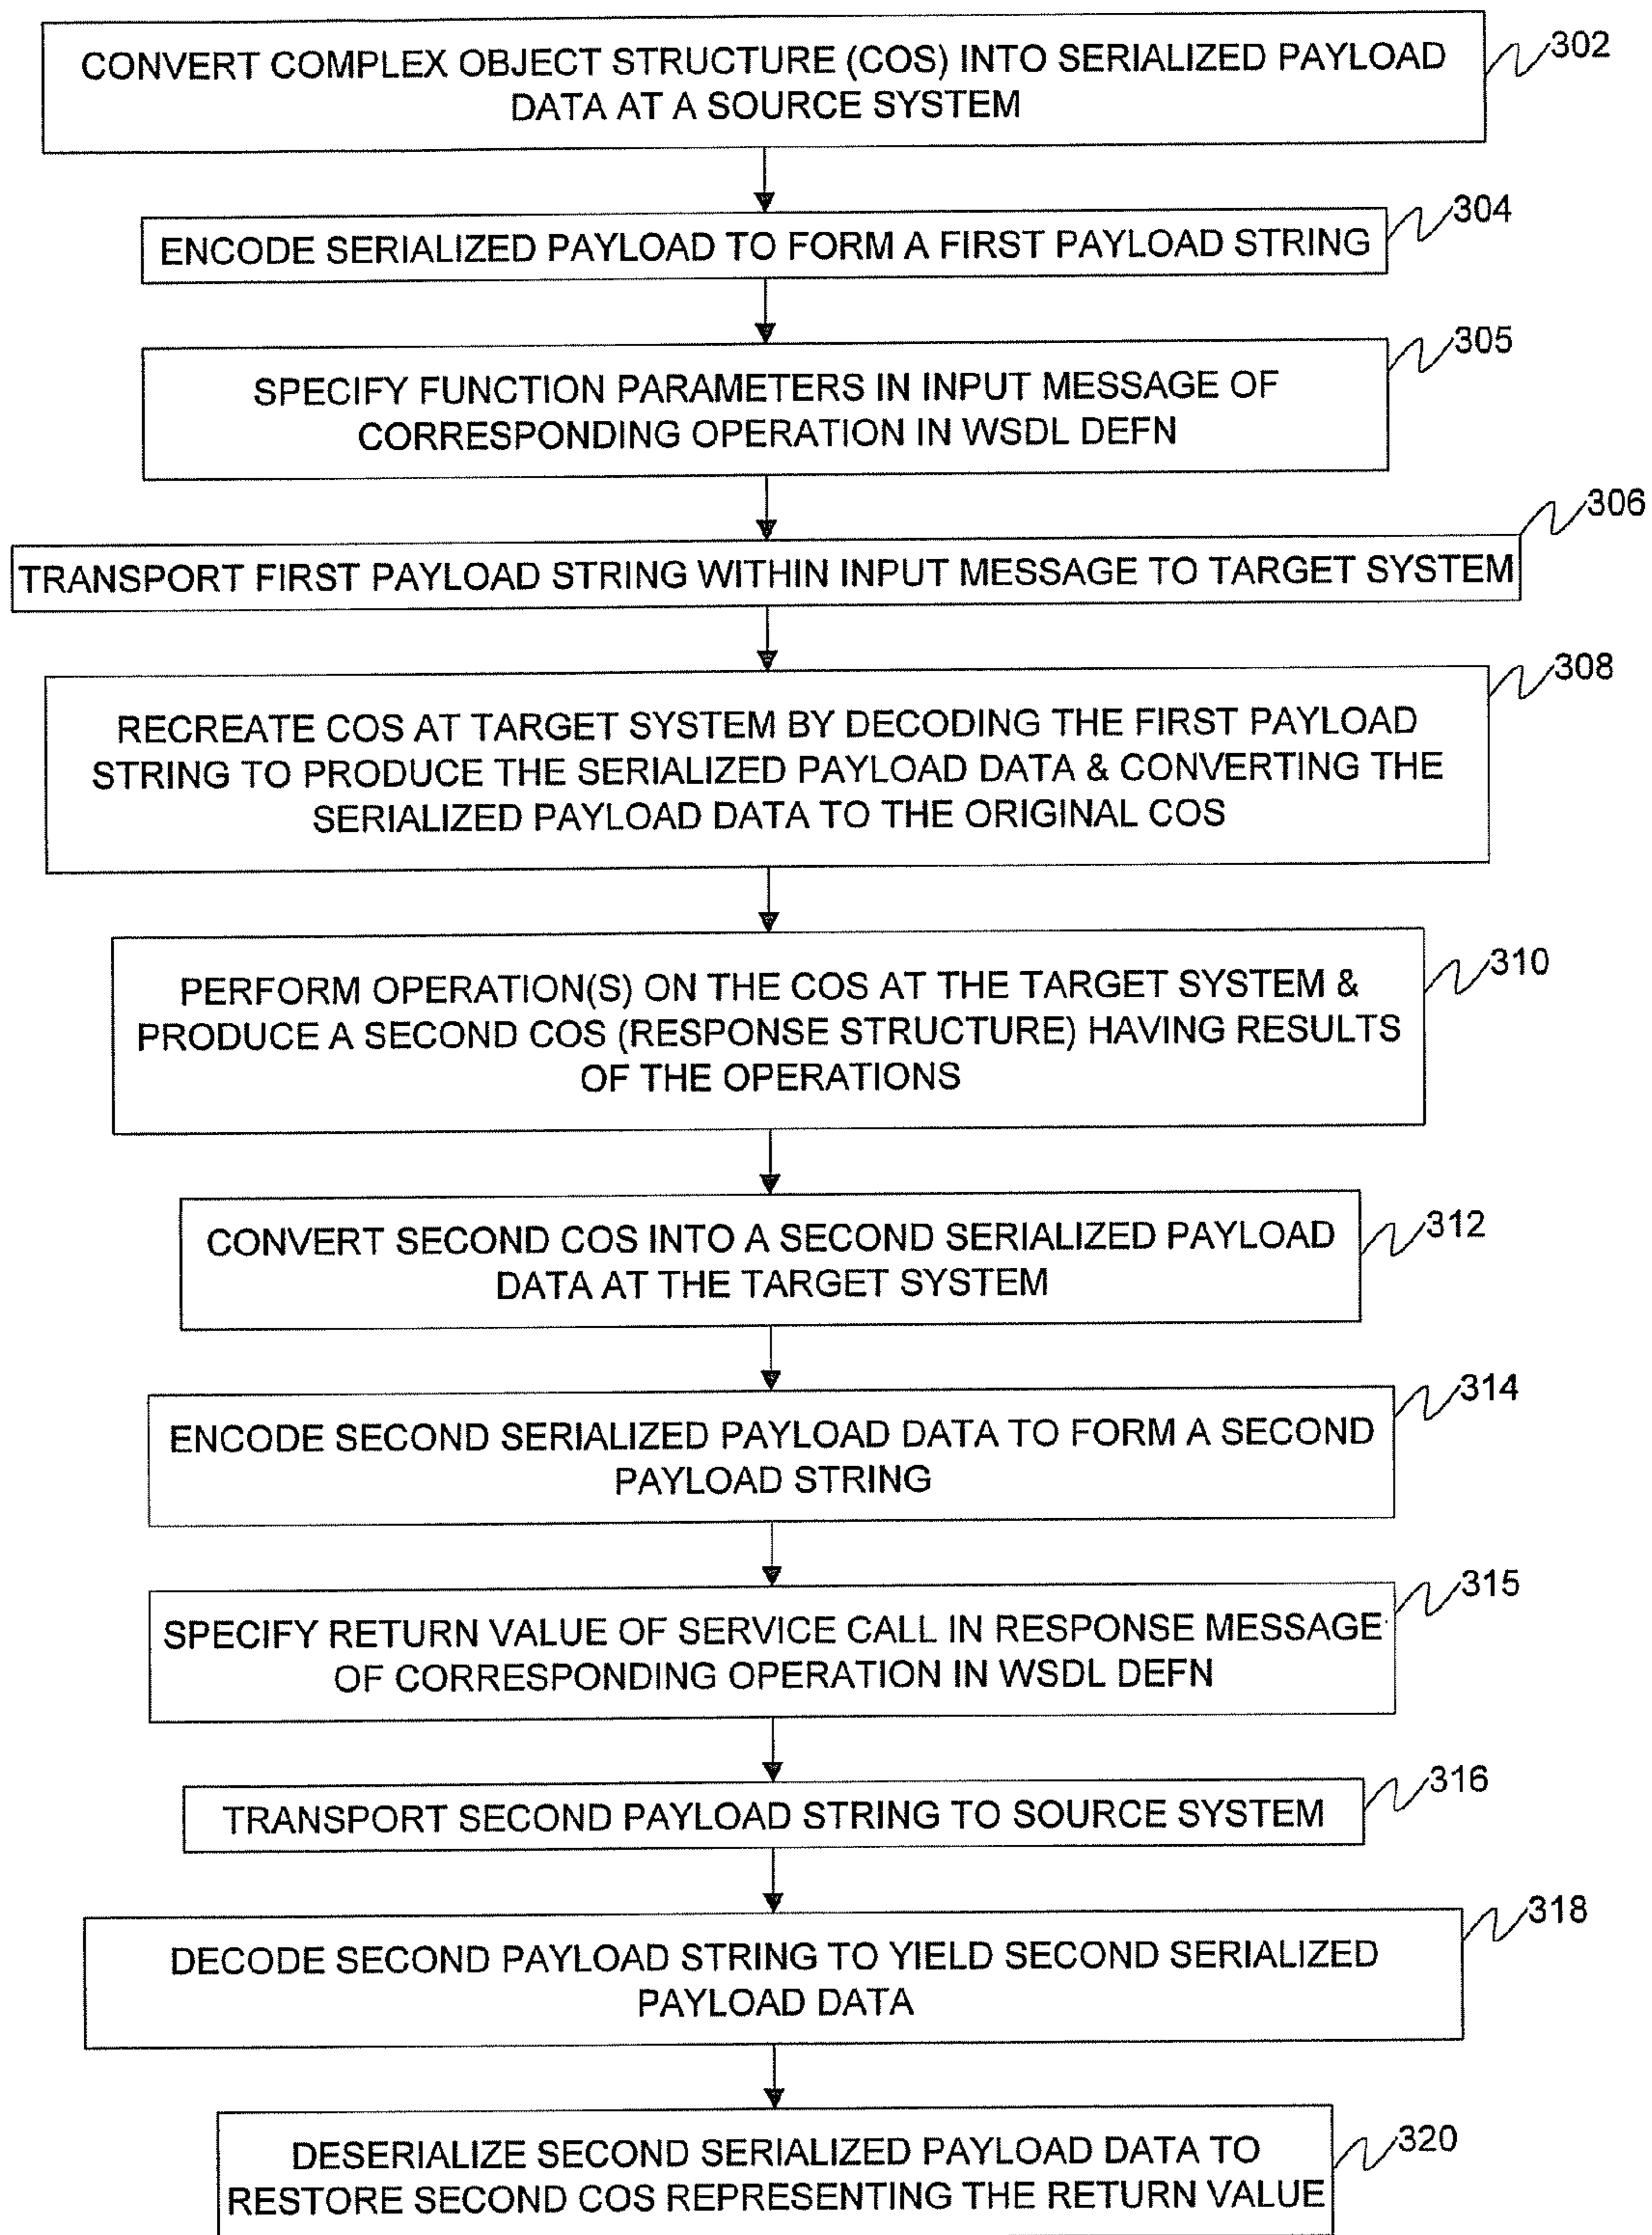 CONVERT COMPLEX OBJECT STRUCTURE (COS) INTO SERIALIZED PAYLOAD
DATA AT A SOURCE SYSTEM
302
ENCODE SERIALIZED PAYLOAD TO FORM A FIRST PAYLOAD STRING
304
SPECIFY FUNCTION PARAMETERS IN INPUT MESSAGE OF
CORRESPONDING OPERATION IN WSDL DEFN
305
TRANSPORT FIRST PAYLOAD STRING WITHIN INPUT MESSAGE TO TARGET SYSTEM
306
RECREATE COS AT TARGET SYSTEM BY DECODING THE FIRST PAYLOAD
STRING TO PRODUCE THE SERIALIZED PAYLOAD DATA & CONVERTING THE
SERIALIZED PAYLOAD DATA TO THE ORIGINAL COS
308
PERFORM OPERATION(S) ON THE COS AT THE TARGET SYSTEM &
PRODUCE A SECOND COS (RESPONSE STRUCTURE) HAVING RESULTS
OF THE OPERATIONS
310
CONVERT SECOND COS INTO A SECOND SERIALIZED PAYLOAD
DATA AT THE TARGET SYSTEM
312
ENCODE SECOND SERIALIZED PAYLOAD DATA TO FORM A SECOND
PAYLOAD STRING
314
SPECIFY RETURN VALUE OF SERVICE CALL IN RESPONSE MESSAGE
OF CORRESPONDING OPERATION IN WSDL DEFN
315
TRANSPORT SECOND PAYLOAD STRING TO SOURCE SYSTEM
316
DECODE SECOND PAYLOAD STRING TO YIELD SECOND SERIALIZED
PAYLOAD DATA
318
DESERIALIZE SECOND SERIALIZED PAYLOAD DATA TO
RESTORE SECOND COS REPRESENTING THE RETURN VALUE
320